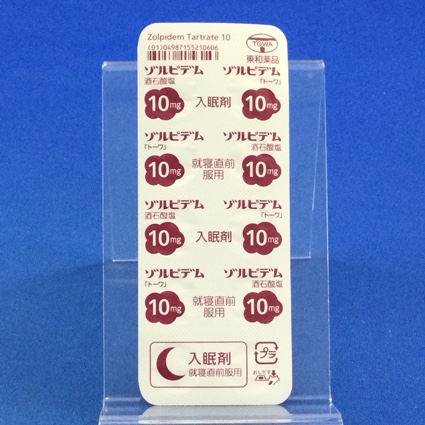 Zolpidem Tartrate 10
(01)04987155210606
TOWA
東和薬品
ゾルピデム ゾルピデム
酒石酸塩 「トーワ」
10mg 入眠剤 10mg
ゾルピデム ゾルピデム
「トーワ」 酒石酸塩
10mg 就寝直前 10mg
服用
ゾルピデム ゾルピデム
酒石酸塩 「トーワ」
10mg 入眠剤 10mg
ゾルピデム ゾルピデム
「トーワ」 酒石酸塩
10mg 就寝直前 10mg
服用
入眠剤
就寝直前服用
プラ
おしだす